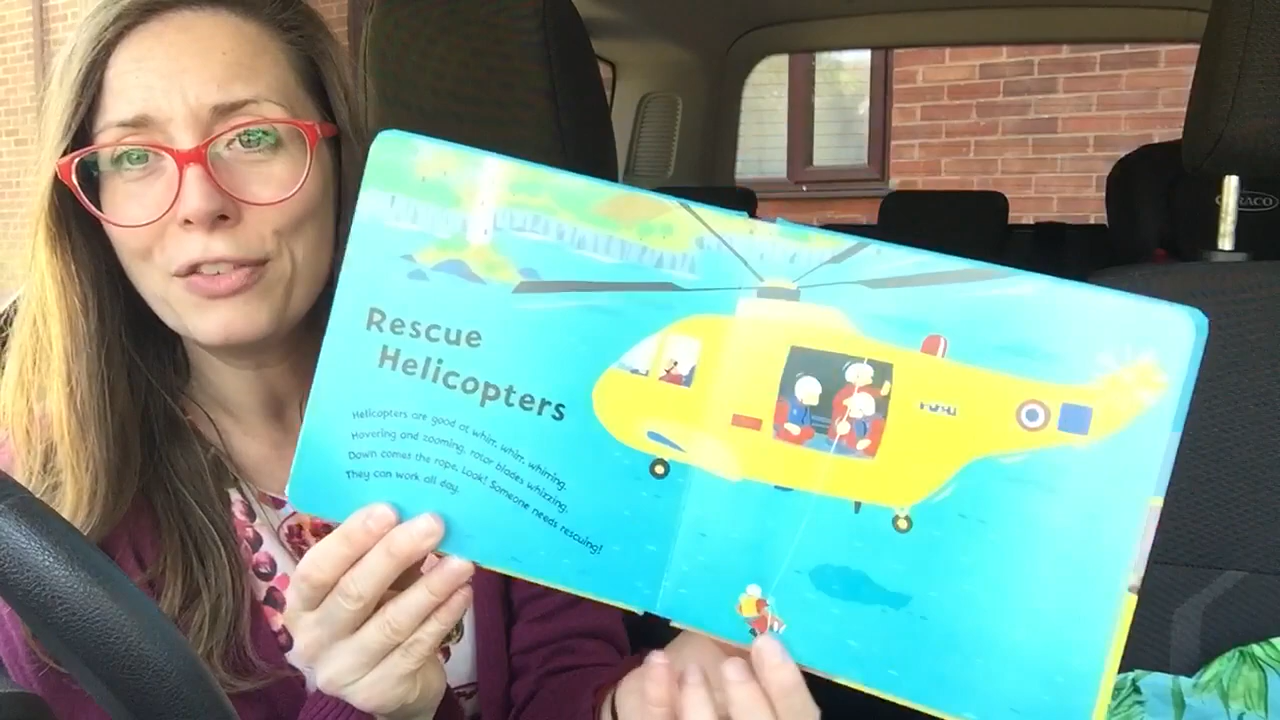 Rescue
Helicopters
Helicopters are good at whirr, whirr, whirring.
Hovering and zooming, rotor blades whizzing.
Down comes the rope. Look! Someone needs rescuing!
They can work all day.